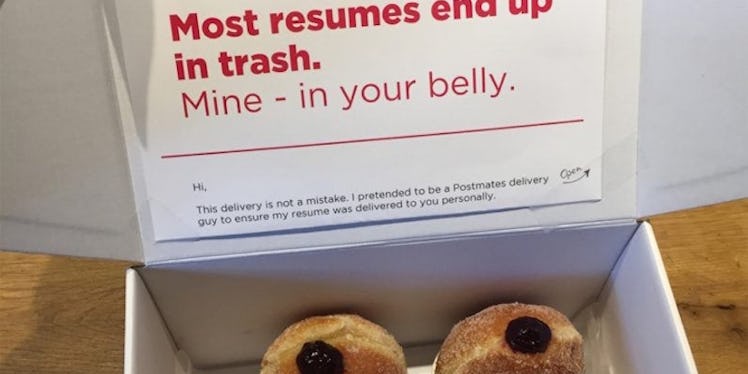 Most resumes end up
in trash.
Mine - in your belly.
Hi,
This delivery is not a mistake. I pretended to be a Postmates delivery
guy to ensure my resume was delivered to you personally.
Open